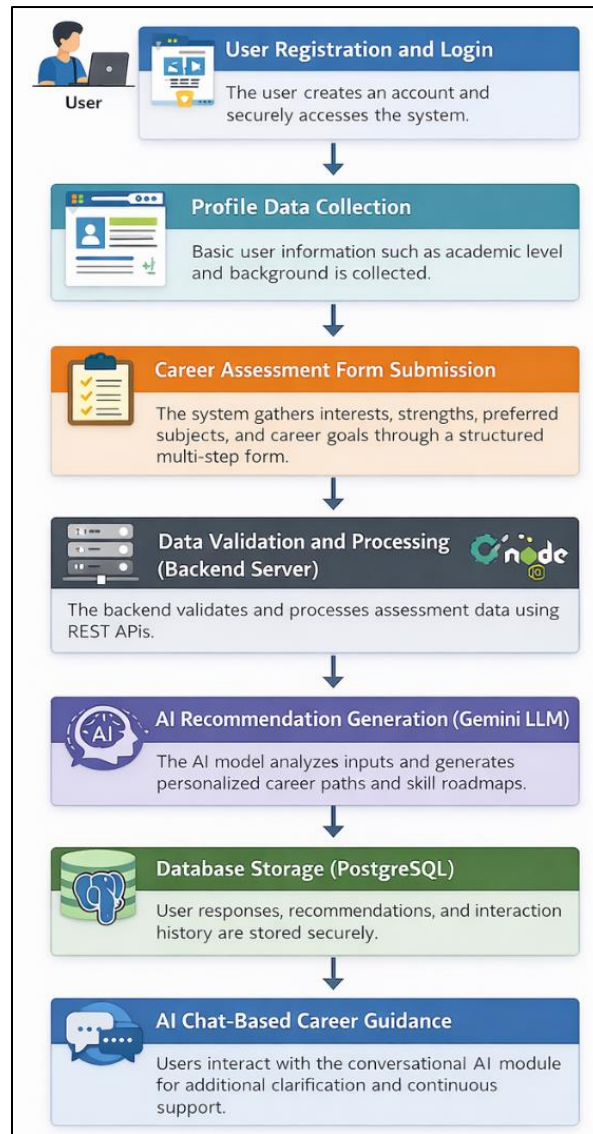 User
User Registration and Login
The user creates an account and
securely accesses the system.
Profile Data Collection
Basic user information such as academic level
and background is collected.
Career Assessment Form Submission
The system gathers interests, strengths, preferred
subjects, and career goals through a structured
multi-step form.
Data Validation and Processing
(Backend Server)
node
The backend validates and processes assessment data using
REST APIs.
AI
AI Recommendation Generation (Gemini LLM)
The AI model analyzes inputs and generates
personalized career paths and skill roadmaps.
Database Storage (PostgreSQL)
User responses, recommendations, and interaction
history are stored securely.
AI Chat-Based Career Guidance
Users interact with the conversational AI module
for additional clarification and continuous
support.